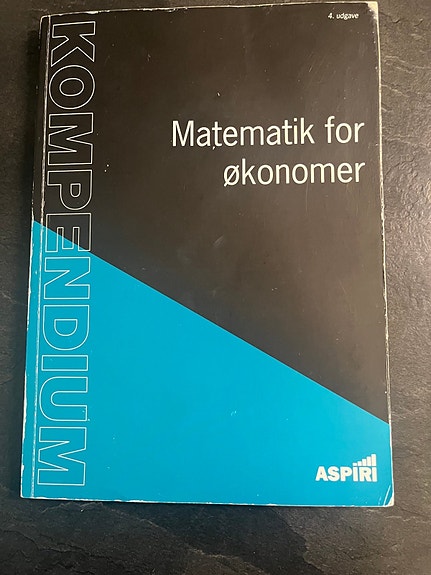 4. udgave
KOMPENDIUM
Matematik for
økonomer
ASPIRI